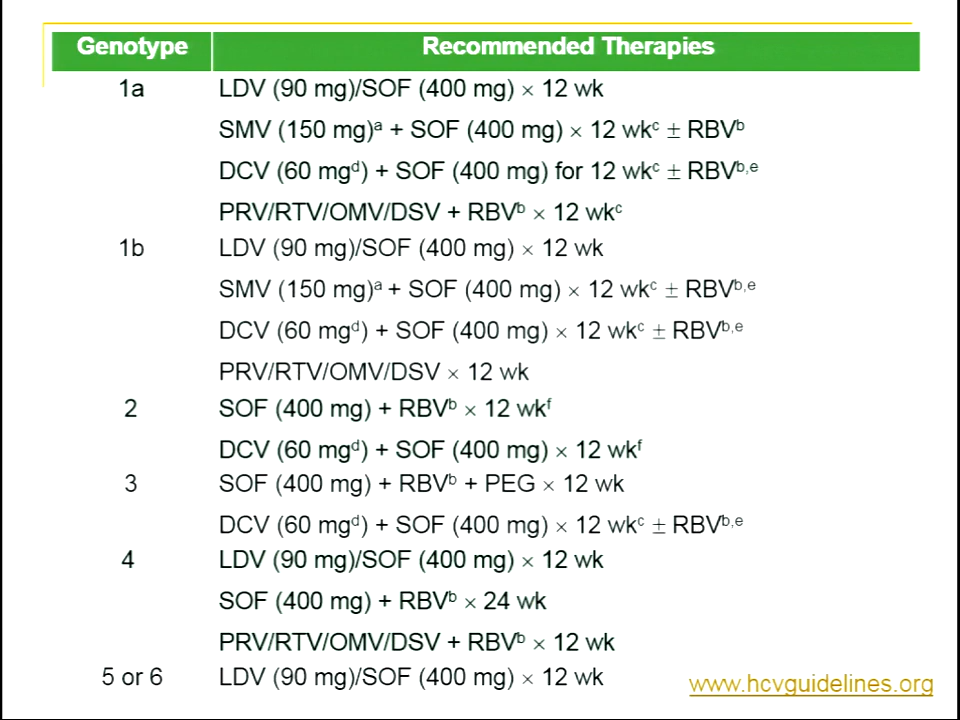 Genotype Recommended Therapies
1a LDV (90 mg)/SOF (400 mg) × 12 wk
SMV (150 mg)ᵃ + SOF (400 mg) × 12 wkᶜ ± RBVᵇ
DCV (60 mgᵈ) + SOF (400 mg) for 12 wkᶜ ± RBVᵇ,ᵉ
PRV/RTV/OMV/DSV + RBVᵇ × 12 wkᶜ
1b LDV (90 mg)/SOF (400 mg) × 12 wk
SMV (150 mg)ᵃ + SOF (400 mg) × 12 wkᶜ ± RBVᵇ,ᵉ
DCV (60 mgᵈ) + SOF (400 mg) × 12 wkᶜ ± RBVᵇ,ᵉ
PRV/RTV/OMV/DSV × 12 wk
2 SOF (400 mg) + RBVᵇ × 12 wkᶠ
DCV (60 mgᵈ) + SOF (400 mg) × 12 wkᶠ
3 SOF (400 mg) + RBVᵇ + PEG × 12 wk
DCV (60 mgᵈ) + SOF (400 mg) × 12 wkᶜ ± RBVᵇ,ᵉ
4 LDV (90 mg)/SOF (400 mg) × 12 wk
SOF (400 mg) + RBVᵇ × 24 wk
PRV/RTV/OMV/DSV + RBVᵇ × 12 wk
5 or 6 LDV (90 mg)/SOF (400 mg) × 12 wk
www.hcvguidelines.org